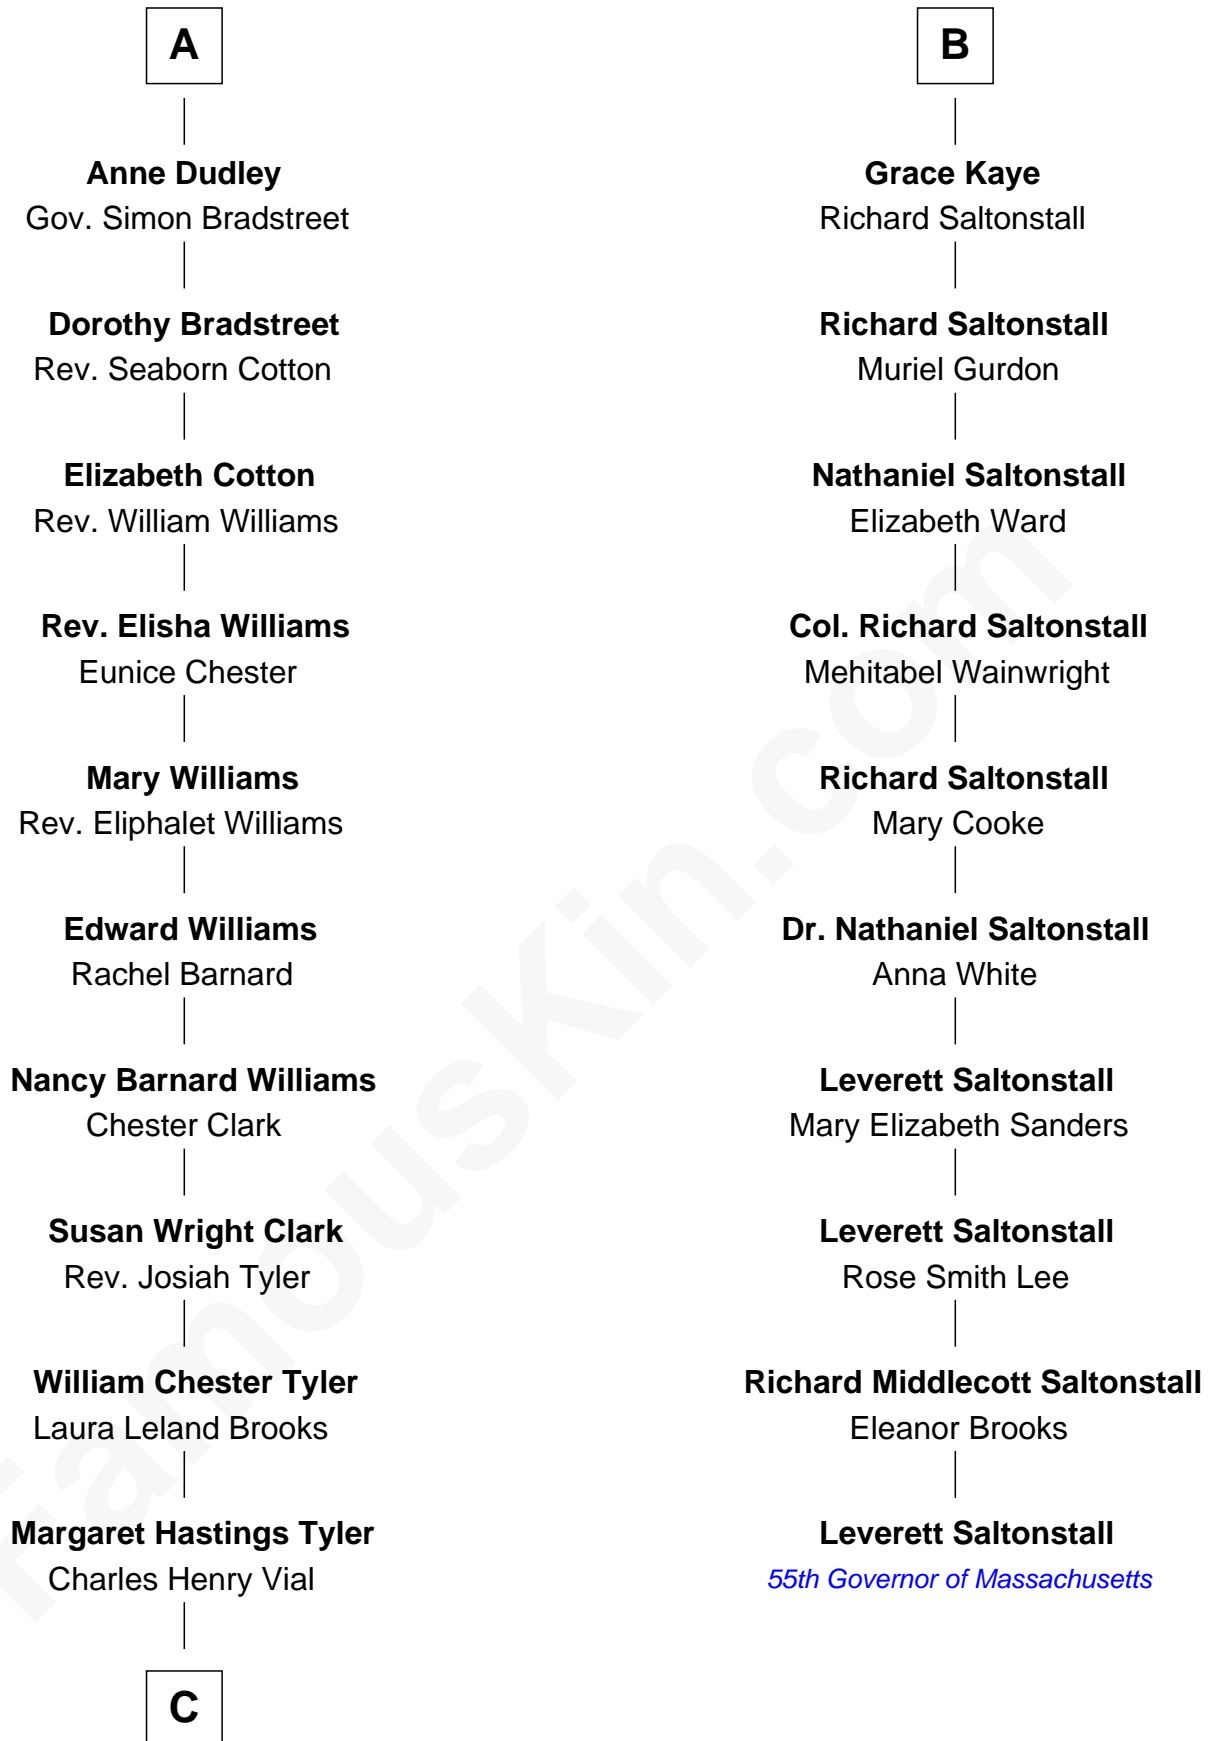 A
Anne Dudley
Gov. Simon Bradstreet
Dorothy Bradstreet
Rev. Seaborn Cotton
Elizabeth Cotton
Rev. William Williams
Rev. Elisha Williams
Eunice Chester
Mary Williams
Rev. Eliphalet Williams
Edward Williams
Rachel Barnard
Nancy Barnard Williams
Chester Clark
Susan Wright Clark
Rev. Josiah Tyler
William Chester Tyler
Laura Leland Brooks
Margaret Hastings Tyler
Charles Henry Vial
C
B
Grace Kaye
Richard Saltonstall
Richard Saltonstall
Muriel Gurdon
Nathaniel Saltonstall
Elizabeth Ward
Col. Richard Saltonstall
Mehitabel Wainwright
Richard Saltonstall
Mary Cooke
Dr. Nathaniel Saltonstall
Anna White
Leverett Saltonstall
Mary Elizabeth Sanders
Leverett Saltonstall
Rose Smith Lee
Richard Middlecott Saltonstall
Eleanor Brooks
Leverett Saltonstall
55th Governor of Massachusetts
FamousKin.com